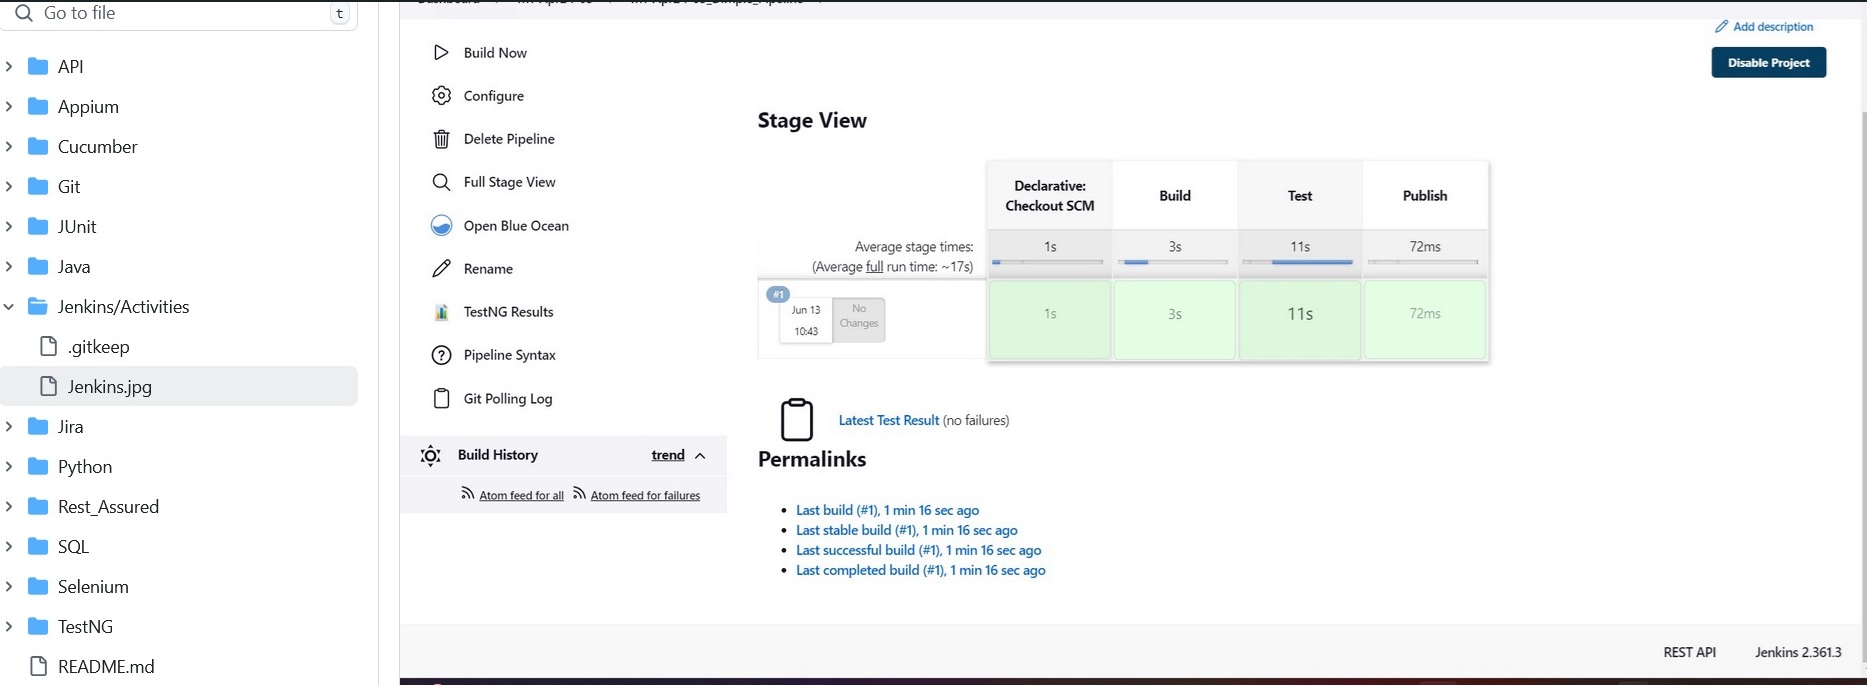 Go to file
t
API
Appium
Cucumber
Git
JUnit
Java
Jenkins/Activities
.gitkeep
Jenkins.jpg
Jira
Python
Rest_Assured
SQL
Selenium
TestNG
README.md
Build Now
Configure
Delete Pipeline
Full Stage View
Open Blue Ocean
Rename
TestNG Results
Pipeline Syntax
Git Polling Log
Build History
trend
Atom feed for all
Atom feed for failures
Add description
Disable Project
Stage View
Declarative:
Checkout SCM
Build
Test
Publish
Average stage times:
(Average full run time: ~17s)
1s
3s
11s
72ms
#1
Jun 13
10:43
No
Changes
1s
3s
11s
72ms
Latest Test Result (no failures)
Permalinks
Last build (#1), 1 min 16 sec ago
Last stable build (#1), 1 min 16 sec ago
Last successful build (#1), 1 min 16 sec ago
Last completed build (#1), 1 min 16 sec ago
REST API
Jenkins 2.361.3